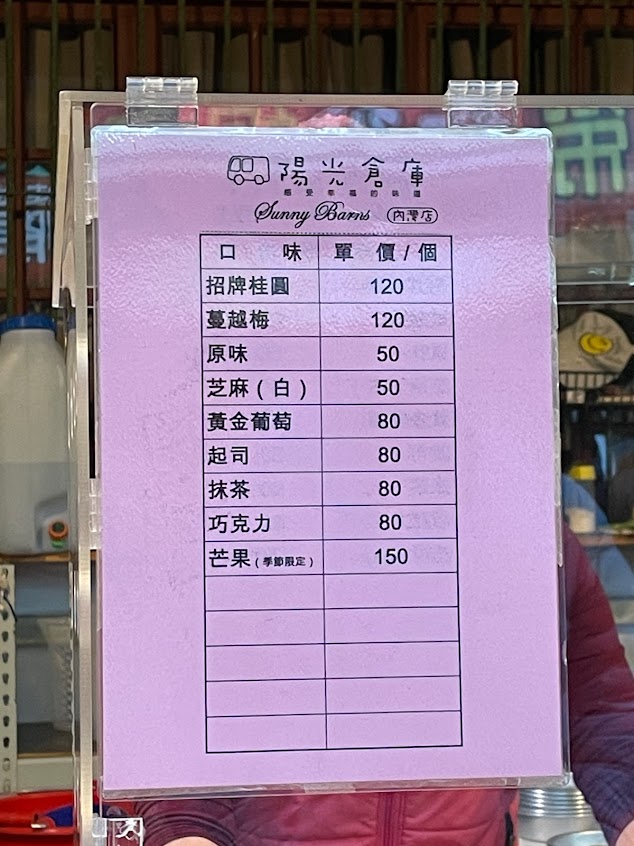 陽光倉庫
感受幸福的味道
Sunny Barns 內灣店
口 味 單 價/個
招牌桂圓 120
蔓越梅 120
原味 50
芝麻(白) 50
黃金葡萄 80
起司 80
抹茶 80
巧克力 80
芒果(季節限定) 150